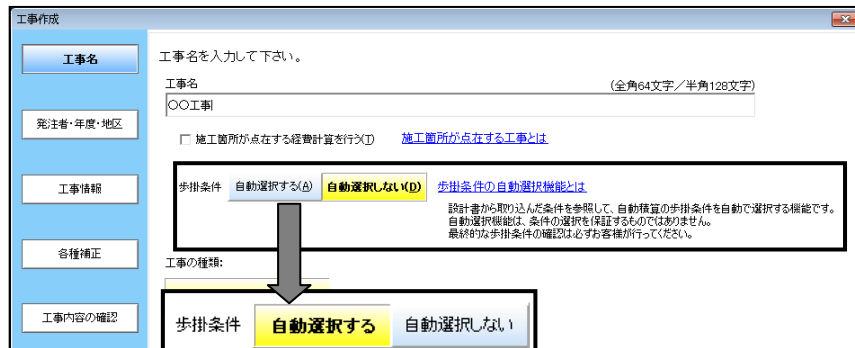 工事作成
工事名
発注者・年度・地区
工事情報
各種補正
工事内容の確認
工事名を入力して下さい。
工事名 (全角64文字／半角128文字)
〇〇工事
施工箇所が点在する経費計算を行う(T) 施工箇所が点在する工事とは
歩掛条件 自動選択する(A) 自動選択しない(D) 歩掛条件の自動選択機能とは
設計書から取り込んだ条件を参照して、自動積算の歩掛条件を自動で選択する機能です。
自動選択機能は、条件の選択を保証するものではありません。
最終的な歩掛条件の確認は必ずお客様が行ってください。
工事の種類:
歩掛条件 自動選択する 自動選択しない